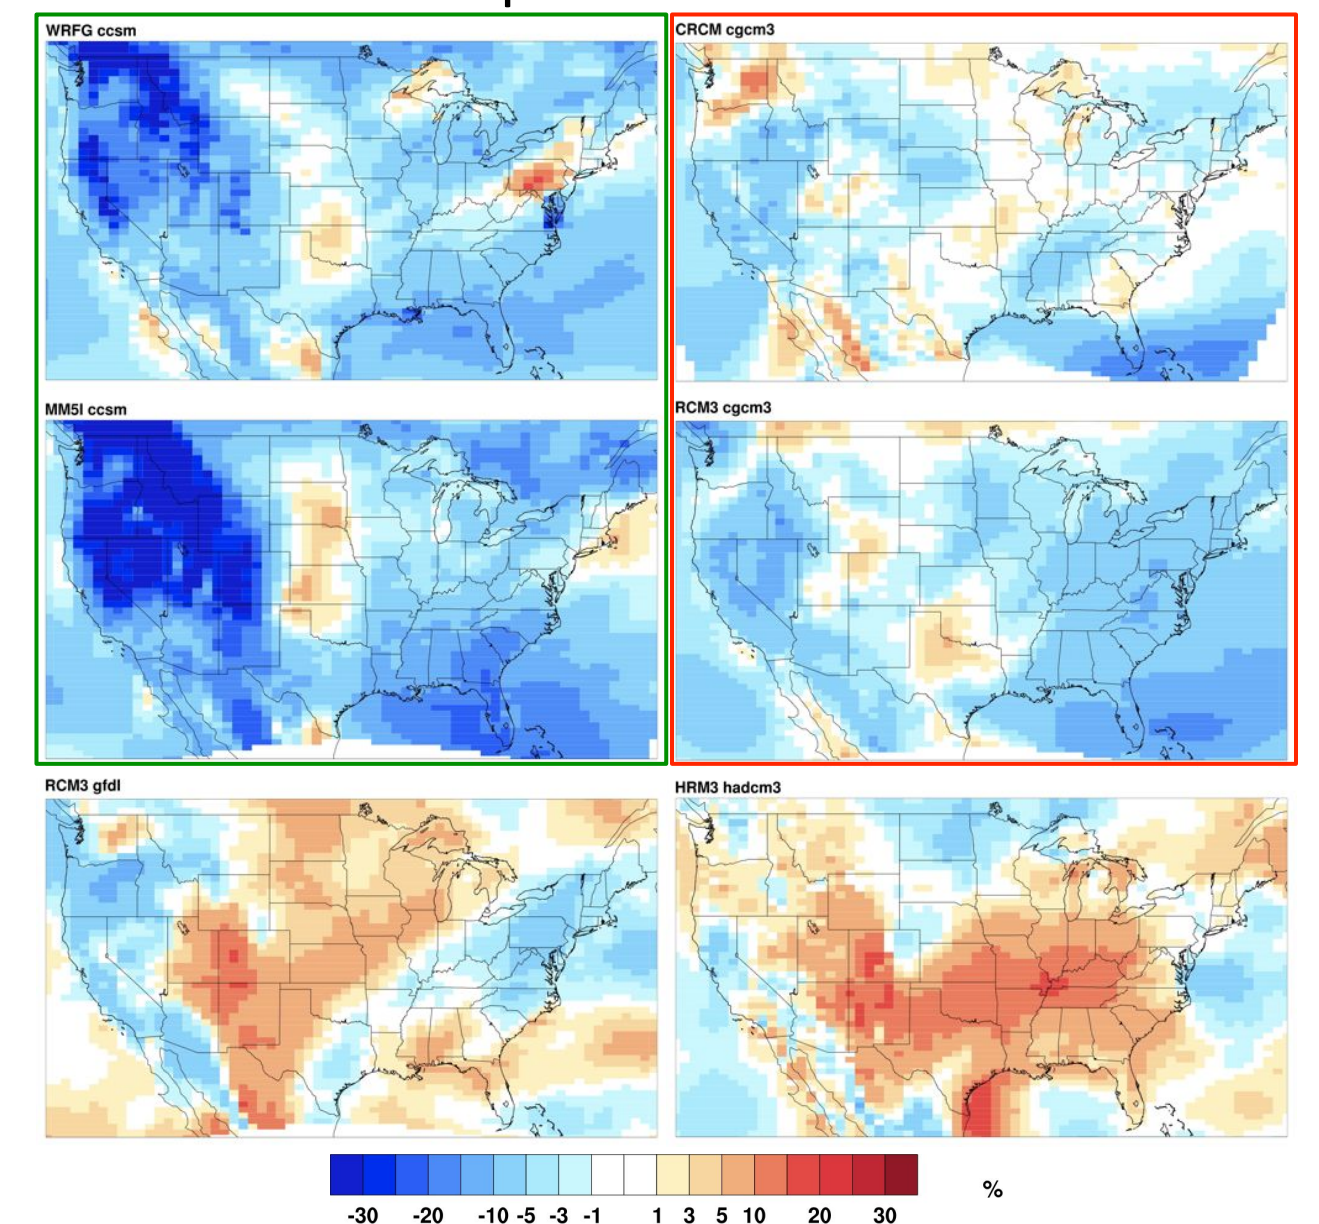 WRFG ccsm
CRCM cgcm3
MM5I ccsm
RCM3 cgcm3
RCM3 gfdl
HRM3 hadcm3
-30 -20 -10 -5 -3 -1 1 3 5 10 20 30 %